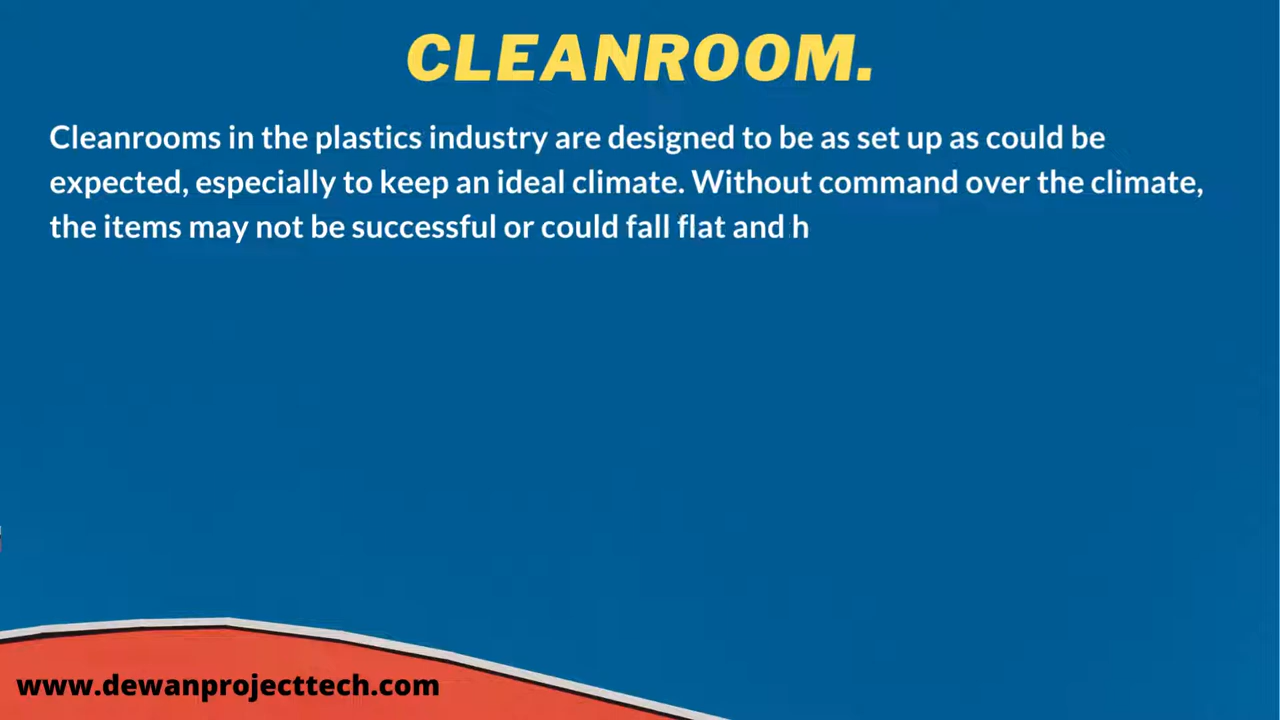 CLEANROOM.
Cleanrooms in the plastics industry are designed to be as set up as could be
expected, especially to keep an ideal climate. Without command over the climate,
the items may not be successful or could fall flat and h
www.dewanprojecttech.com